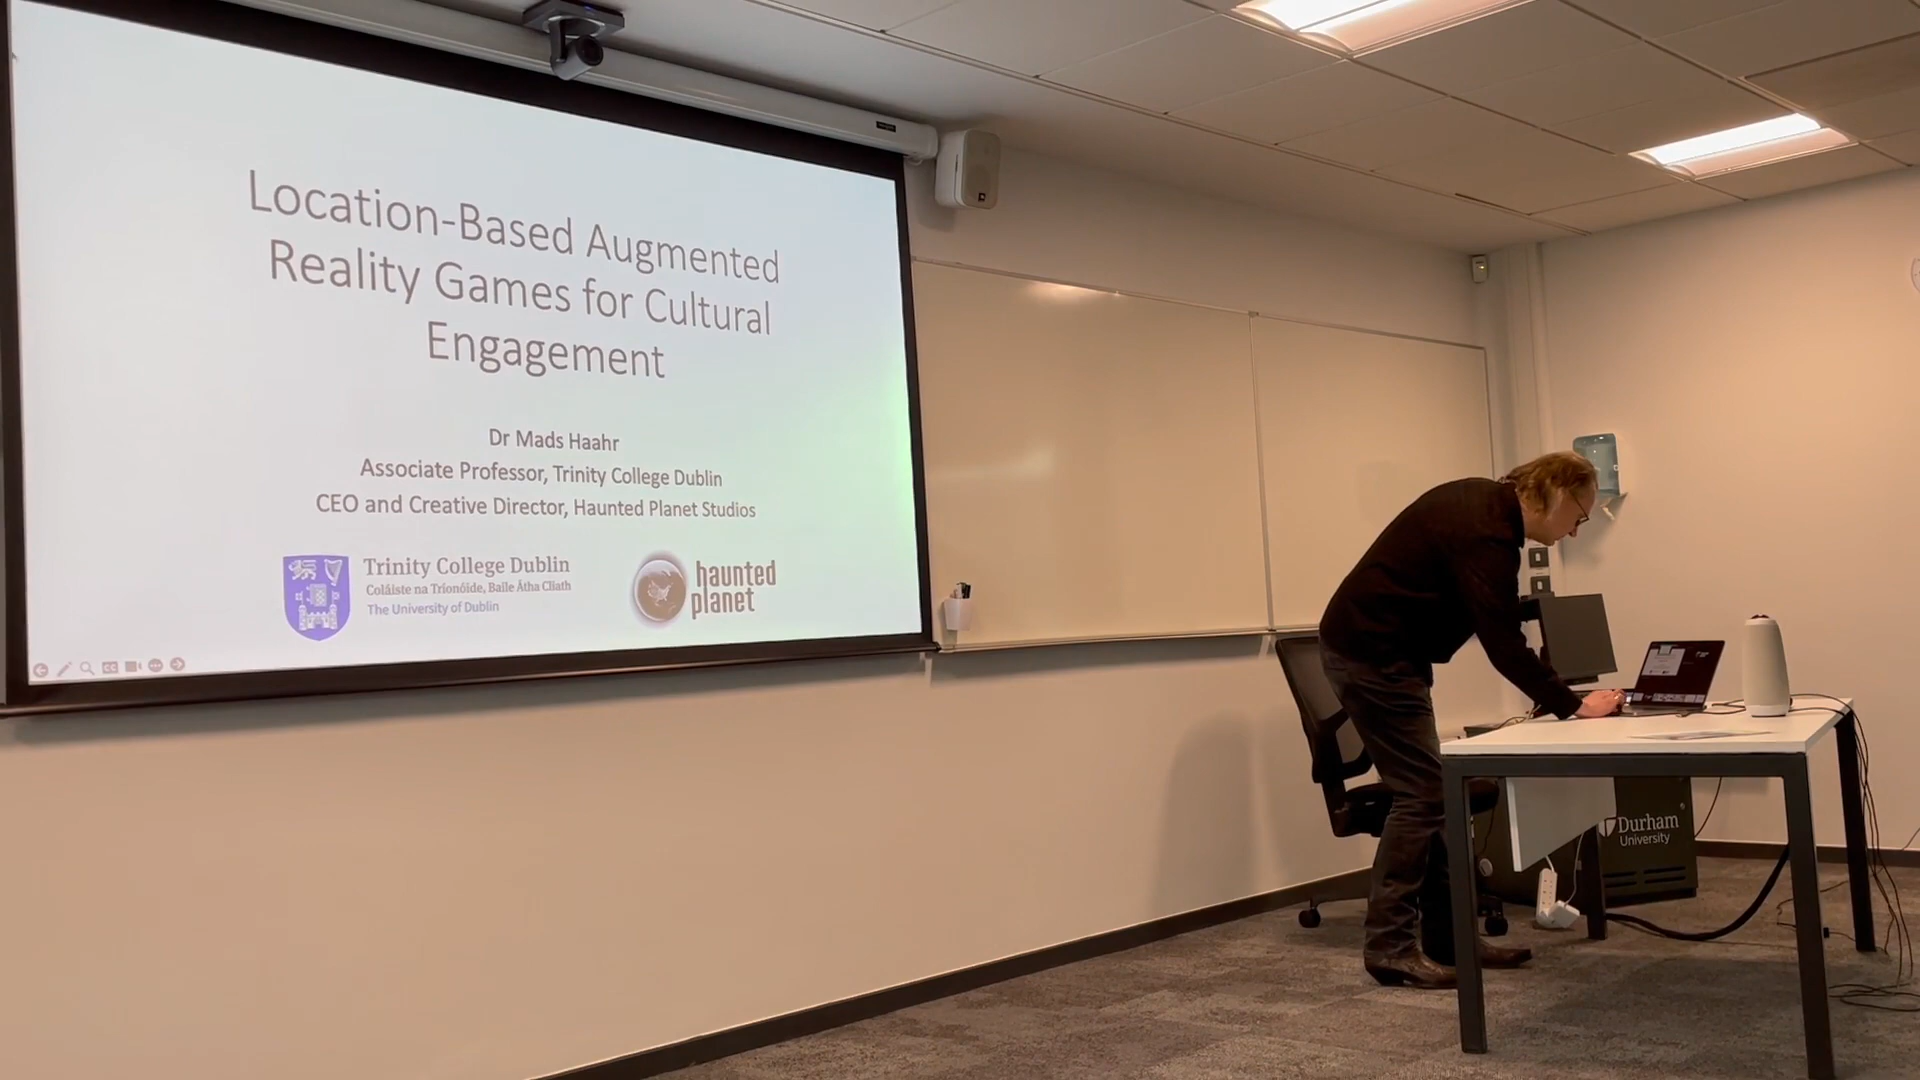 Location-Based Augmented
Reality Games for Cultural
Engagement
Dr Mads Haahr
Associate Professor, Trinity College Dublin
CEO and Creative Director, Haunted Planet Studios
Trinity College Dublin
Coláiste na Tríonóide, Baile Átha Cliath
The University of Dublin
haunted
planet
Durham
University